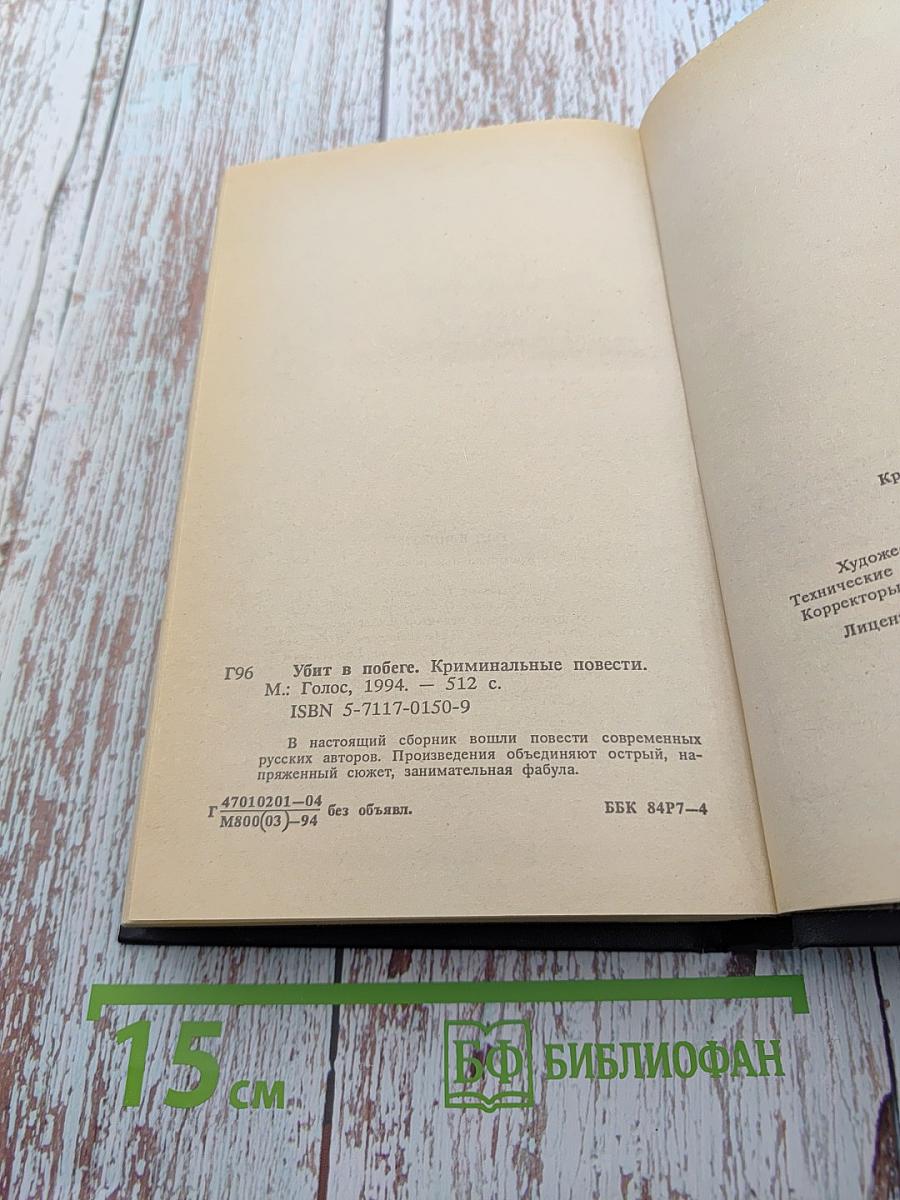 Г96 Убит в побеге. Криминальные повести.
М.: Голос, 1994. — 512 с.
ISBN 5-7117-0150-9
В настоящий сборник вошли повести современных
русских авторов. Произведения объединяют острый, на-
пряженный сюжет, занимательная фабула.
Г 47010201—04
М800(03)—94 без объявл.
ББК 84Р7—4
Кр
Художес
Технические
Корректоры
Лиценз
15 см
БФ БИБЛИОФАН